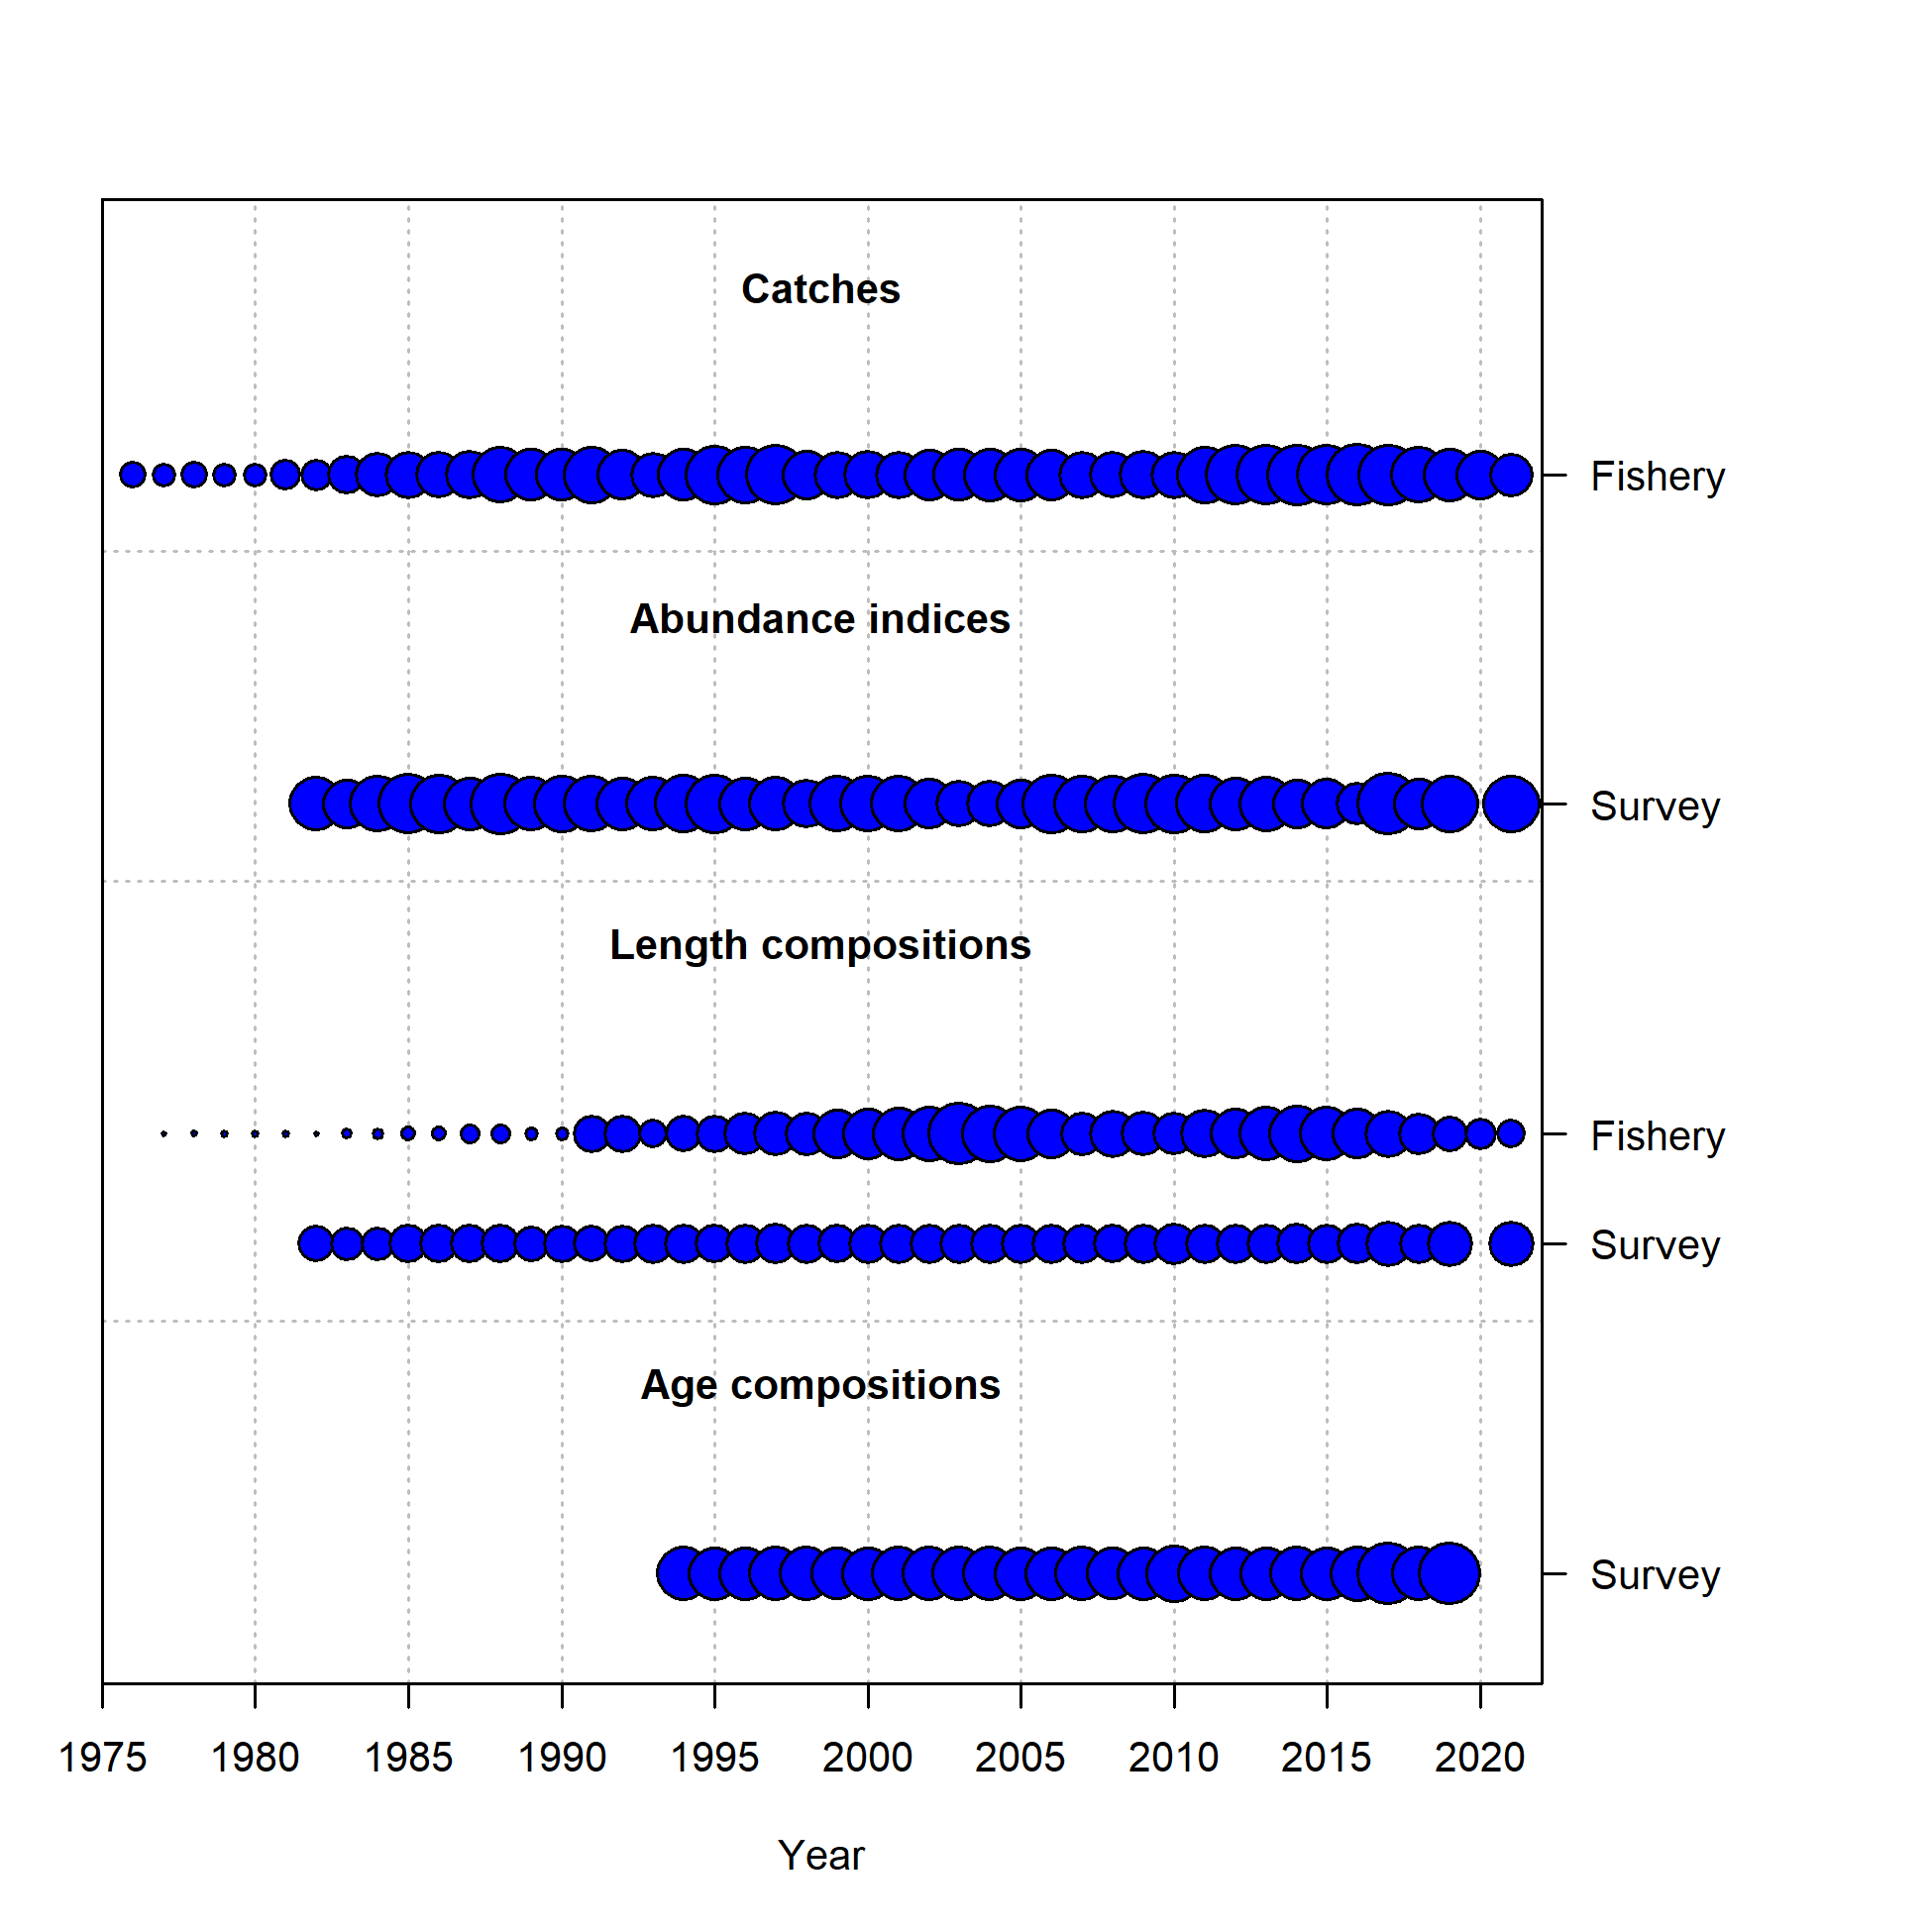 Catches
Fishery
Abundance indices
Survey
Length compositions
Fishery
Survey
Age compositions
Survey
1975 1980 1985 1990 1995 2000 2005 2010 2015 2020
Year